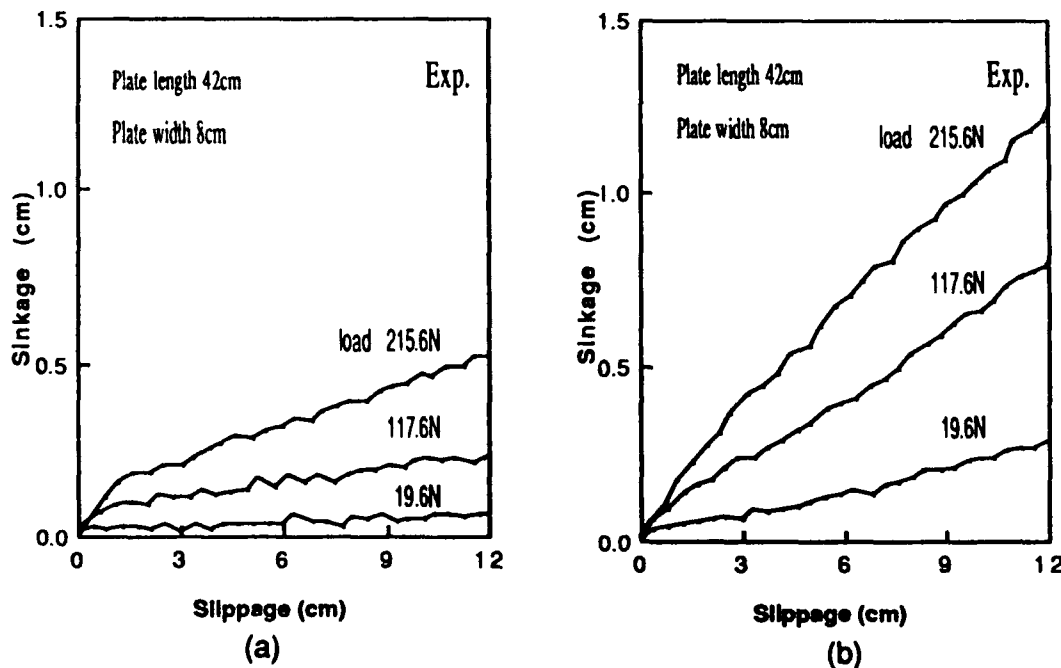 1.5
Plate length 42cm
Exp.
Plate width 8cm
1.0
Sinkage (cm)
load 215.6N
0.5
117.6N
19.6N
0.0
0 3 6 9 12
Slippage (cm)
(a)
1.5
Plate length 42cm
Exp.
Plate width 8cm
load 215.6N
1.0
Sinkage (cm)
117.6N
0.5
19.6N
0.0
0 3 6 9 12
Slippage (cm)
(b)